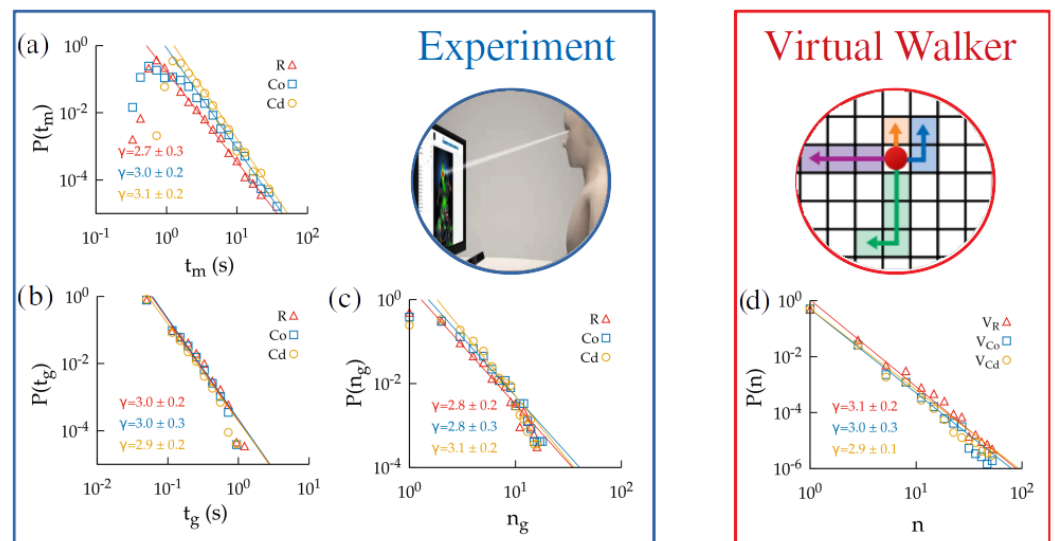 Experiment
Virtual Walker
(a)
10^0
10^-2
10^-4
P(t_m)
R
Co
Cd
γ=2.7 ± 0.3
γ=3.0 ± 0.2
γ=3.1 ± 0.2
10^-1 10^0 10^1 10^2
t_m (s)
(b)
10^0
10^-2
10^-4
P(t_g)
R
Co
Cd
γ=3.0 ± 0.2
γ=3.0 ± 0.3
γ=2.9 ± 0.2
10^-2 10^0 10^2
t_g (s)
(c)
10^0
10^-2
10^-4
P(n_g)
R
Co
Cd
γ=2.8 ± 0.2
γ=2.8 ± 0.3
γ=3.1 ± 0.2
10^0 10^1 10^2
n_g
(d)
10^0
10^-2
10^-4
10^-6
P(n)
V_R
V_Co
V_Cd
γ=3.1 ± 0.2
γ=3.0 ± 0.3
γ=2.9 ± 0.1
10^0 10^1 10^2
n